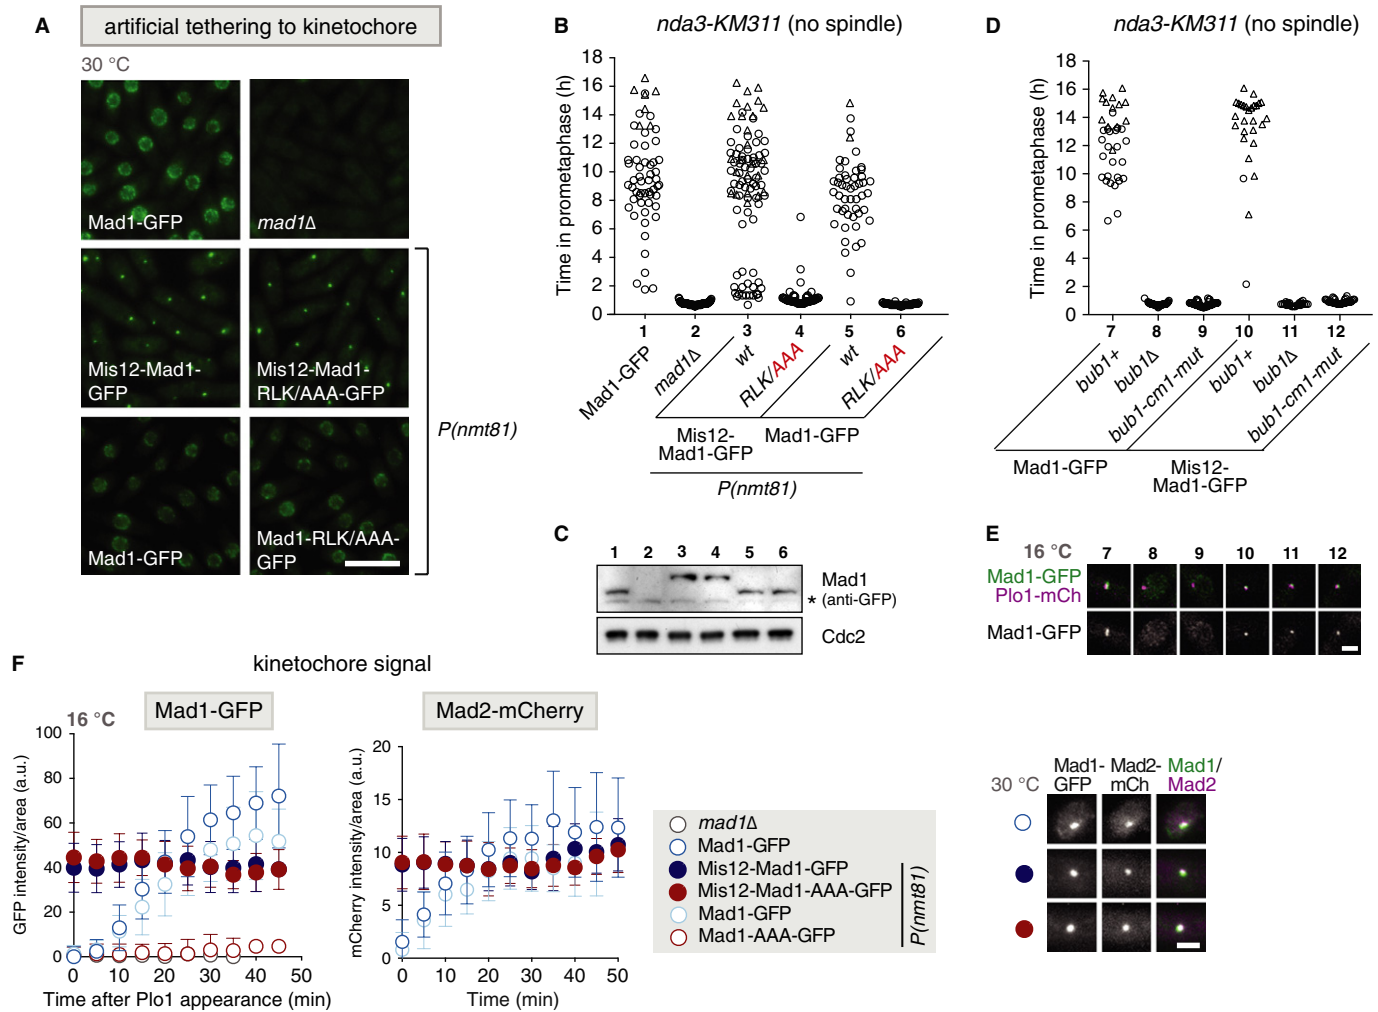 A
artificial tethering to kinetochore
30 °C
Mad1-GFP
mad1Δ
Mis12-Mad1-
GFP
Mis12-Mad1-
RLK/AAA-GFP
Mad1-GFP
Mad1-RLK/AAA-
GFP
P(nmt81)
B
nda3-KM311 (no spindle)
Time in prometaphase (h)
18
16
14
12
10
8
6
4
2
0
1
2
3
4
5
6
Mad1-GFP
mad1Δ
wt
RLK/AAA
wt
RLK/AAA
Mis12-
Mad1-GFP
Mad1-GFP
P(nmt81)
C
1 2 3 4 5 6
Mad1
* (anti-GFP)
Cdc2
D
nda3-KM311 (no spindle)
Time in prometaphase (h)
18
16
14
12
10
8
6
4
2
0
7
8
9
10
11
12
bub1+
bub1Δ
bub1-cm1-mut
bub1+
bub1Δ
bub1-cm1-mut
Mad1-GFP
Mis12-
Mad1-GFP
E
16 °C
7 8 9 10 11 12
Mad1-GFP
Plo1-mCh
Mad1-GFP
F
kinetochore signal
16 °C
Mad1-GFP
GFP intensity/area (a.u.)
100
80
60
40
20
0
0 10 20 30 40 50
Time after Plo1 appearance (min)
Mad2-mCherry
mCherry intensity/area (a.u.)
20
15
10
5
0
0 10 20 30 40 50
Time (min)
mad1Δ
Mad1-GFP
Mis12-Mad1-GFP
Mis12-Mad1-AAA-GFP
Mad1-GFP
Mad1-AAA-GFP
P(nmt81)
30 °C
Mad1-
GFP
Mad2-
mCh
Mad1/
Mad2